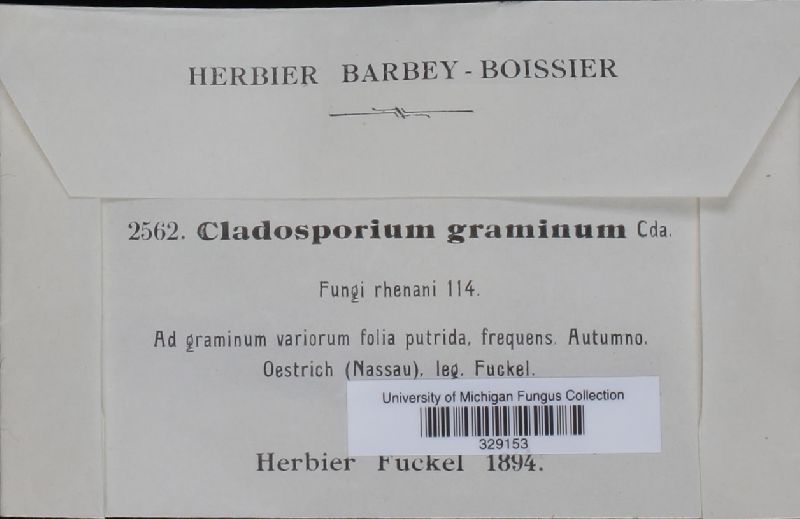 HERBIER BARBEY-BOISSIER
2562. Cladosporium graminum Cda.
Fungi rhenani 114.
Ad graminum variorum folia putrida, frequens. Autumno.
Oestrich (Nassau), leg. Fuckel.
University of Michigan Fungus Collection
329153
Herbier Fuckel 1894.